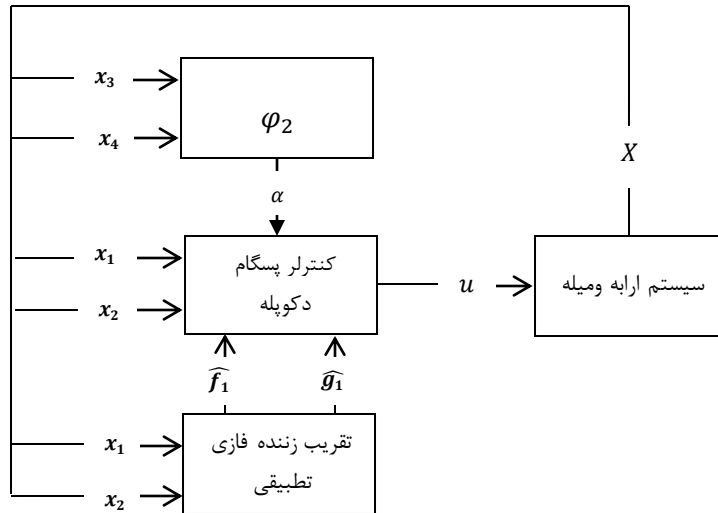 x₃
φ₂
x₄
X
α
x₁
کنترلر پسگام
دکوپله
u
سیستم ارابه ومیله
x₂
f̂₁
ĝ₁
x₁
تقریب زننده فازی
تطبیقی
x₂